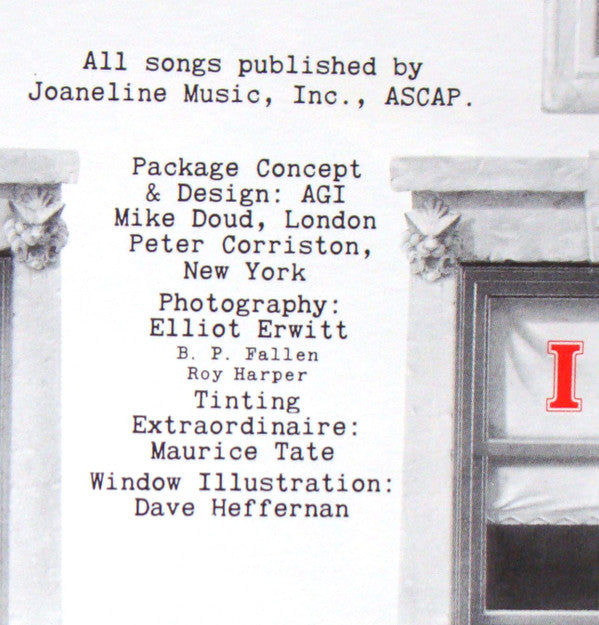 All songs published by
Joaneline Music, Inc., ASCAP.
Package Concept
& Design: AGI
Mike Doud, London
Peter Corriston,
New York
Photography:
Elliot Erwitt
B. P. Fallen
Roy Harper
Tinting
Extraordinaire:
Maurice Tate
Window Illustration:
Dave Heffernan
I